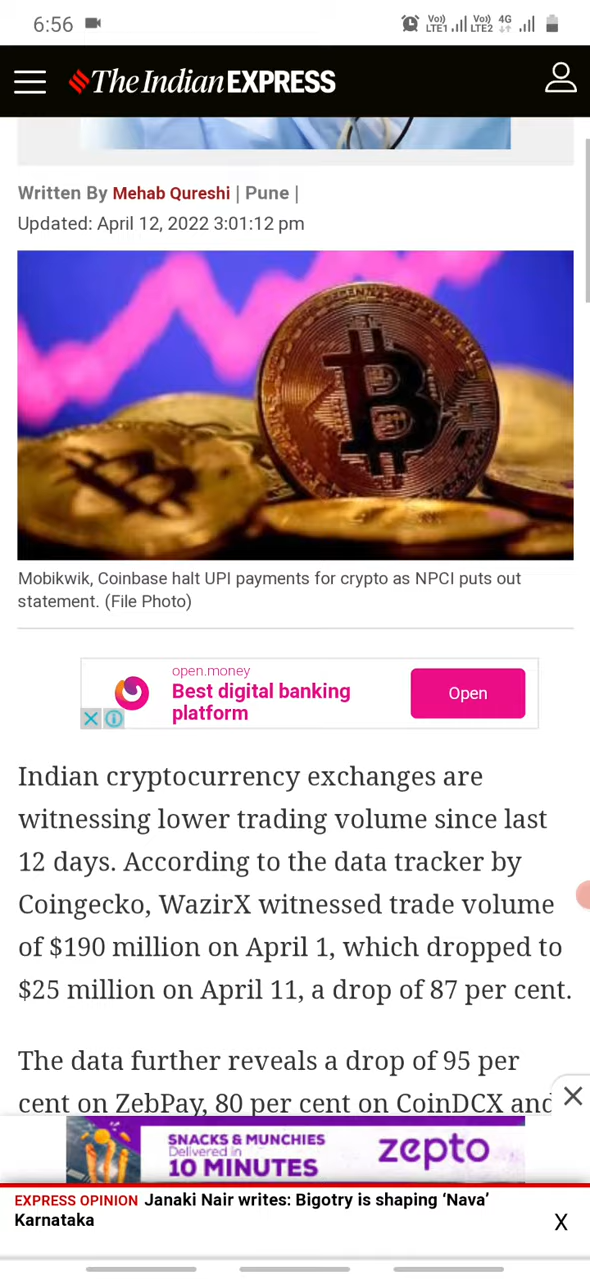 6:56
Vo)) LTE1 Vo)) LTE2 4G
The Indian EXPRESS
Written By Mehab Qureshi | Pune |
Updated: April 12, 2022 3:01:12 pm
B
Mobikwik, Coinbase halt UPI payments for crypto as NPCI puts out
statement. (File Photo)
open.money
Best digital banking
platform
Open
Indian cryptocurrency exchanges are
witnessing lower trading volume since last
12 days. According to the data tracker by
Coingecko, WazirX witnessed trade volume
of $190 million on April 1, which dropped to
$25 million on April 11, a drop of 87 per cent.
The data further reveals a drop of 95 per
cent on ZebPay, 80 per cent on CoinDCX and
SNACKS & MUNCHIES
Delivered in
10 MINUTES
zepto
EXPRESS OPINION Janaki Nair writes: Bigotry is shaping ‘Nava’
Karnataka
X